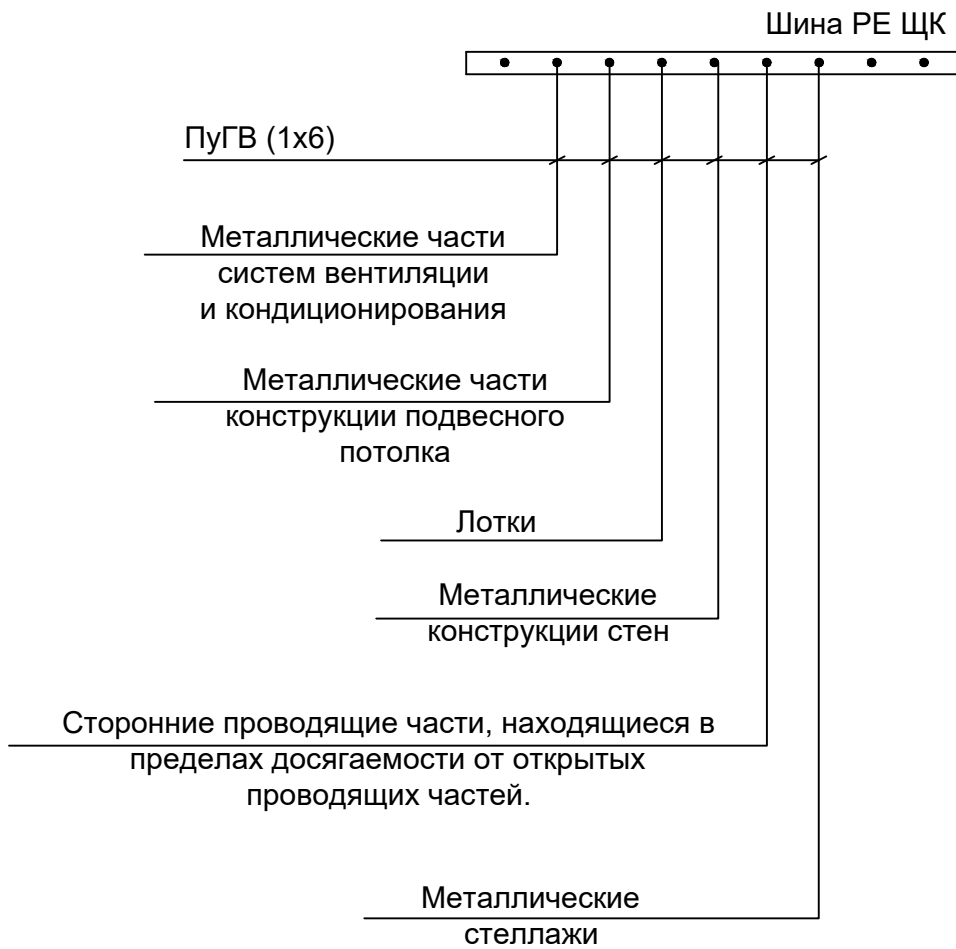 Шина РЕ ЩК
ПуГВ (1х6)
Металлические части
систем вентиляции
и кондиционирования
Металлические части
конструкции подвесного
потолка
Лотки
Металлические
конструкции стен
Сторонние проводящие части, находящиеся в
пределах досягаемости от открытых
проводящих частей.
Металлические
стеллажи